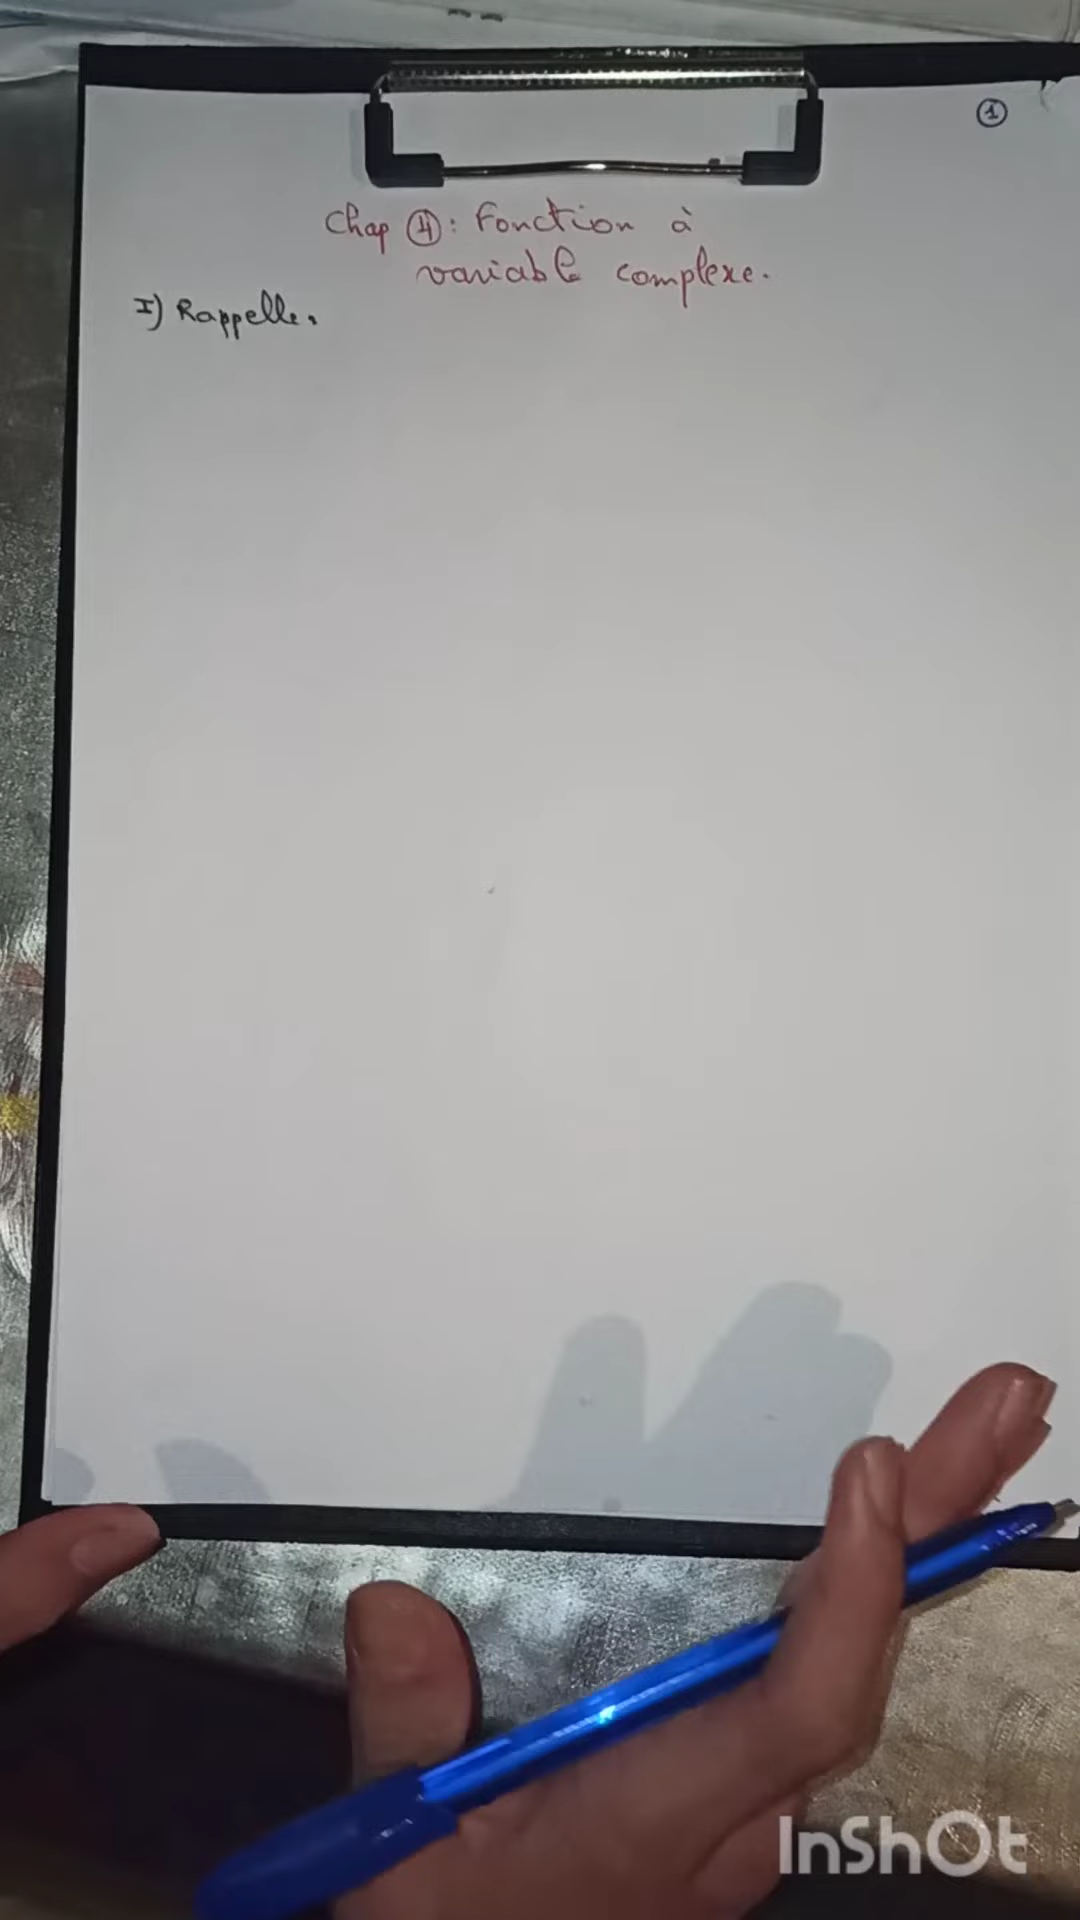 ①
Chap ④: Fonction à
variable complexe.
I) Rappelle.
InShOt